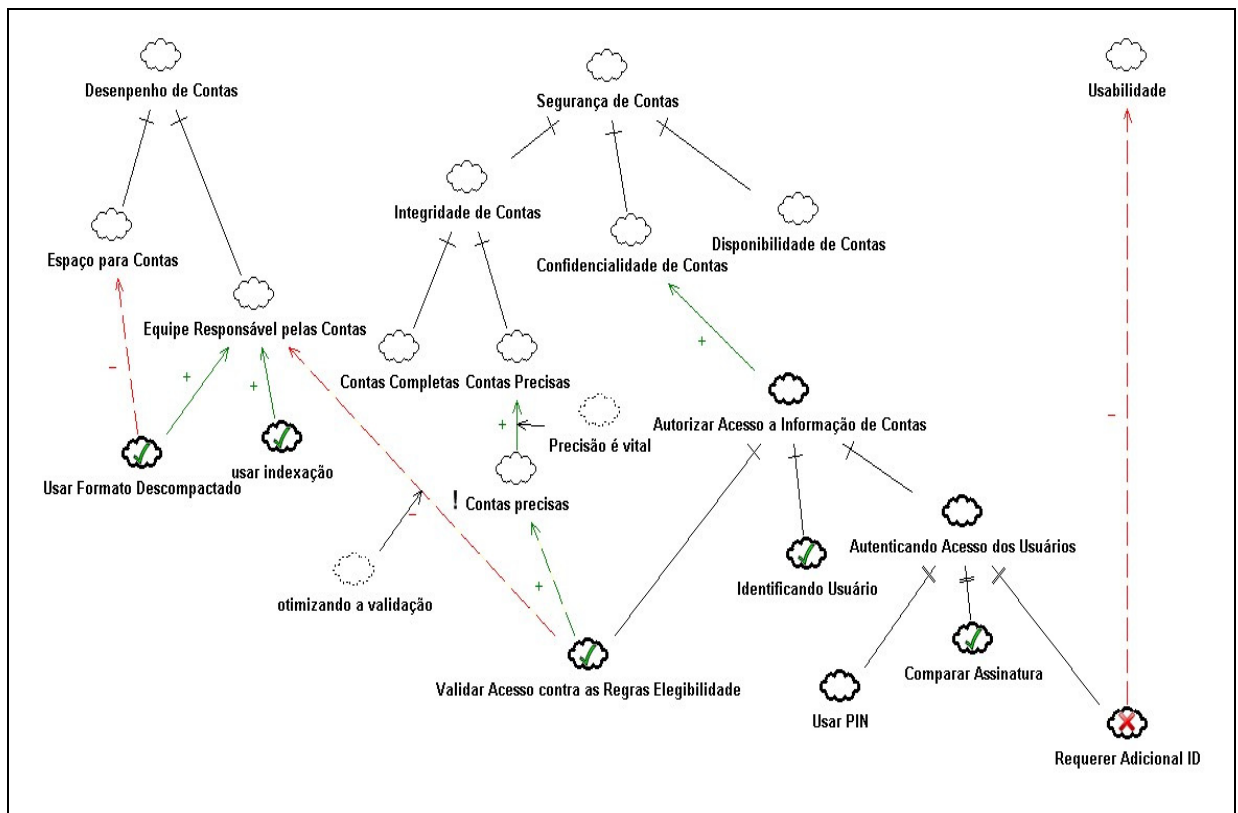 Desenpenho de Contas
Segurança de Contas
Usabilidade
Integridade de Contas
Espaço para Contas
Confidencialidade de Contas
Disponibilidade de Contas
Equipe Responsável pelas Contas
Contas Completas
Contas Precisas
-
+
+
+
+
Precisão é vital
Autorizar Acesso a Informação de Contas
-
usar indexação
Usar Formato Descompactado
! Contas precisas
-
Autenticando Acesso dos Usuários
Identificando Usuário
+
otimizando a validação
Comparar Assinatura
Validar Acesso contra as Regras Elegibilidade
Usar PIN
Requerer Adicional ID